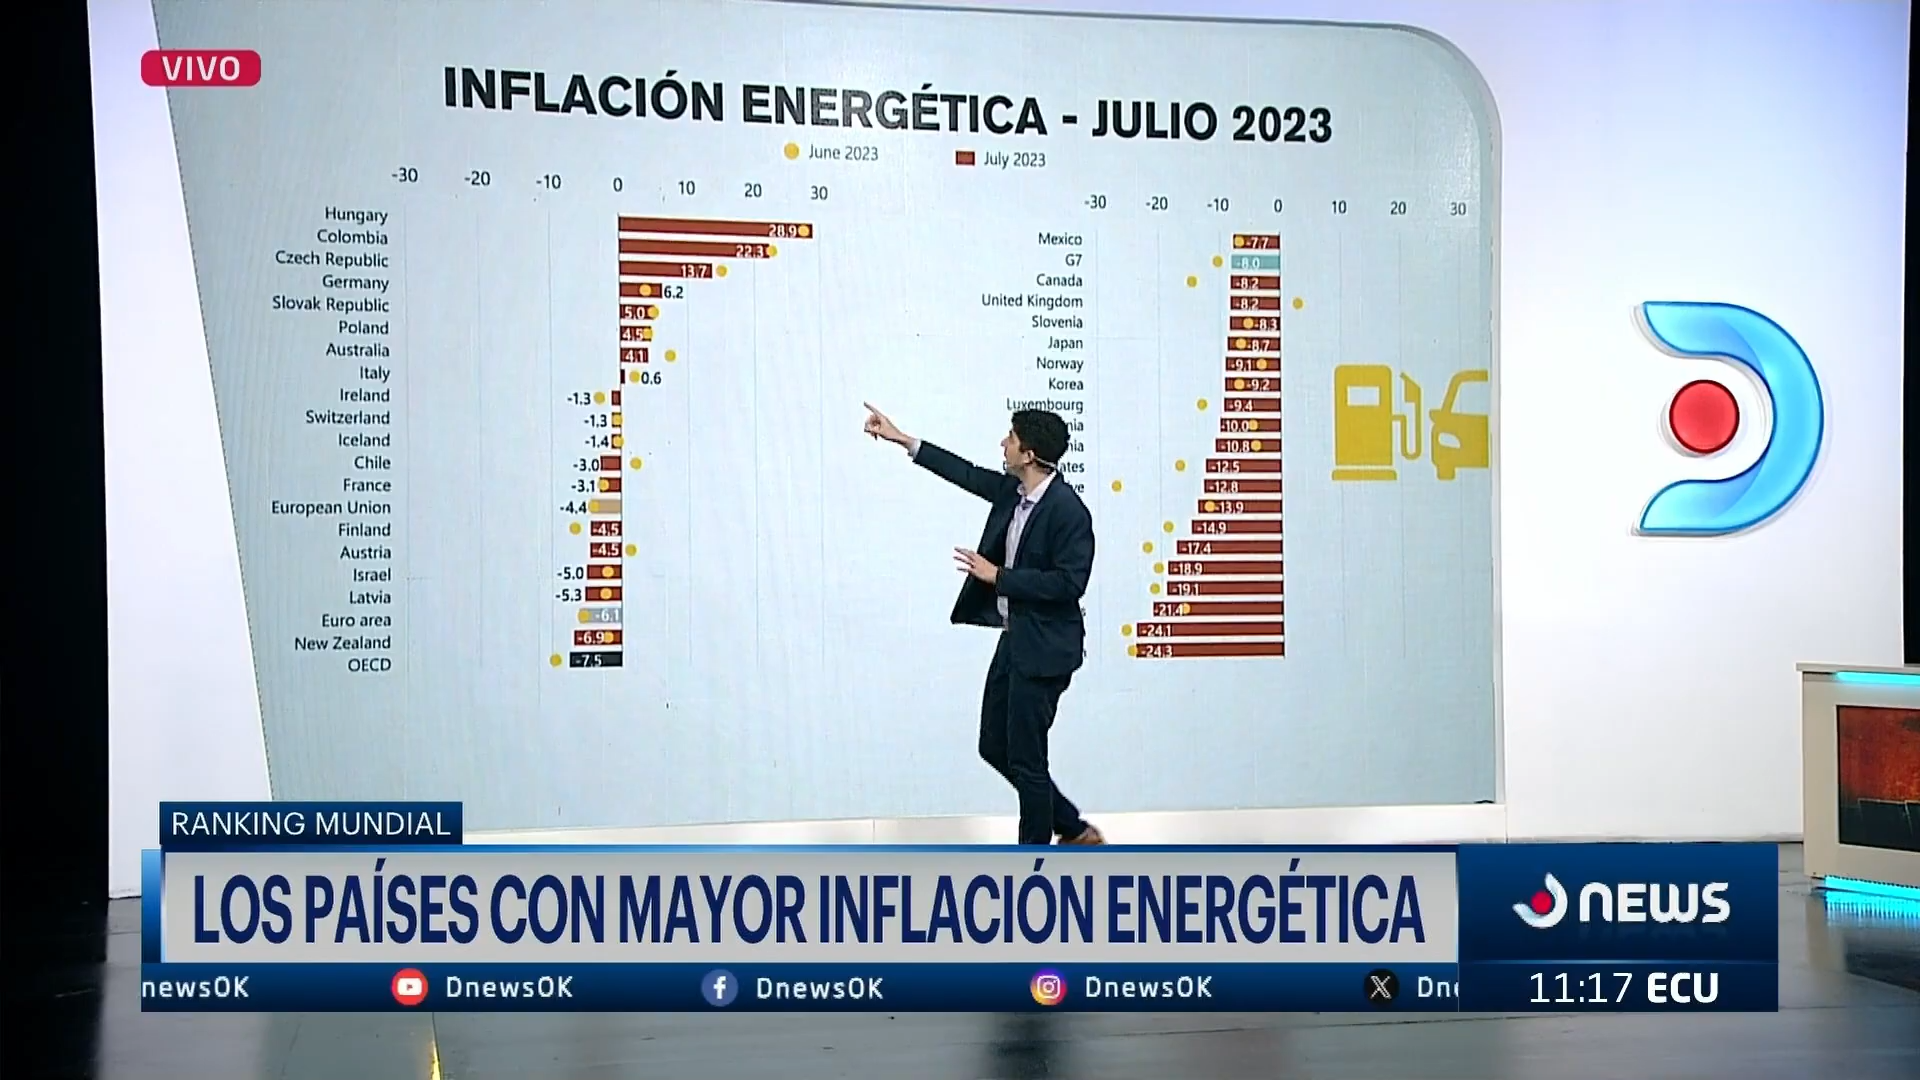 VIVO
INFLACIÓN ENERGÉTICA - JULIO 2023
June 2023 July 2023
-30 -20 -10 0 10 20 30
Hungary 28.9
Colombia 22.3
Czech Republic 13.7
Germany 6.2
Slovak Republic 5.0
Poland 4.5
Australia 4.1
Italy 0.6
Ireland -1.3
Switzerland -1.3
Iceland -1.4
Chile -3.0
France -3.1
European Union -4.4
Finland -4.5
Austria -4.5
Israel -5.0
Latvia -5.3
Euro area -6.1
New Zealand -6.9
OECD -7.5
-30 -20 -10 0 10 20 30
Mexico -7.7
G7 -8.0
Canada -8.2
United Kingdom -8.2
Slovenia -8.3
Japan -8.7
Norway -9.1
Korea -9.2
Luxembourg -9.4
-10.0
-10.8
-12.5
-12.8
-13.9
-14.9
-17.4
-18.9
-19.1
-21.4
-24.1
-24.3
RANKING MUNDIAL
LOS PAÍSES CON MAYOR INFLACIÓN ENERGÉTICA
NEWS
newsOK DnewsOK DnewsOK DnewsOK Dne
11:17 ECU